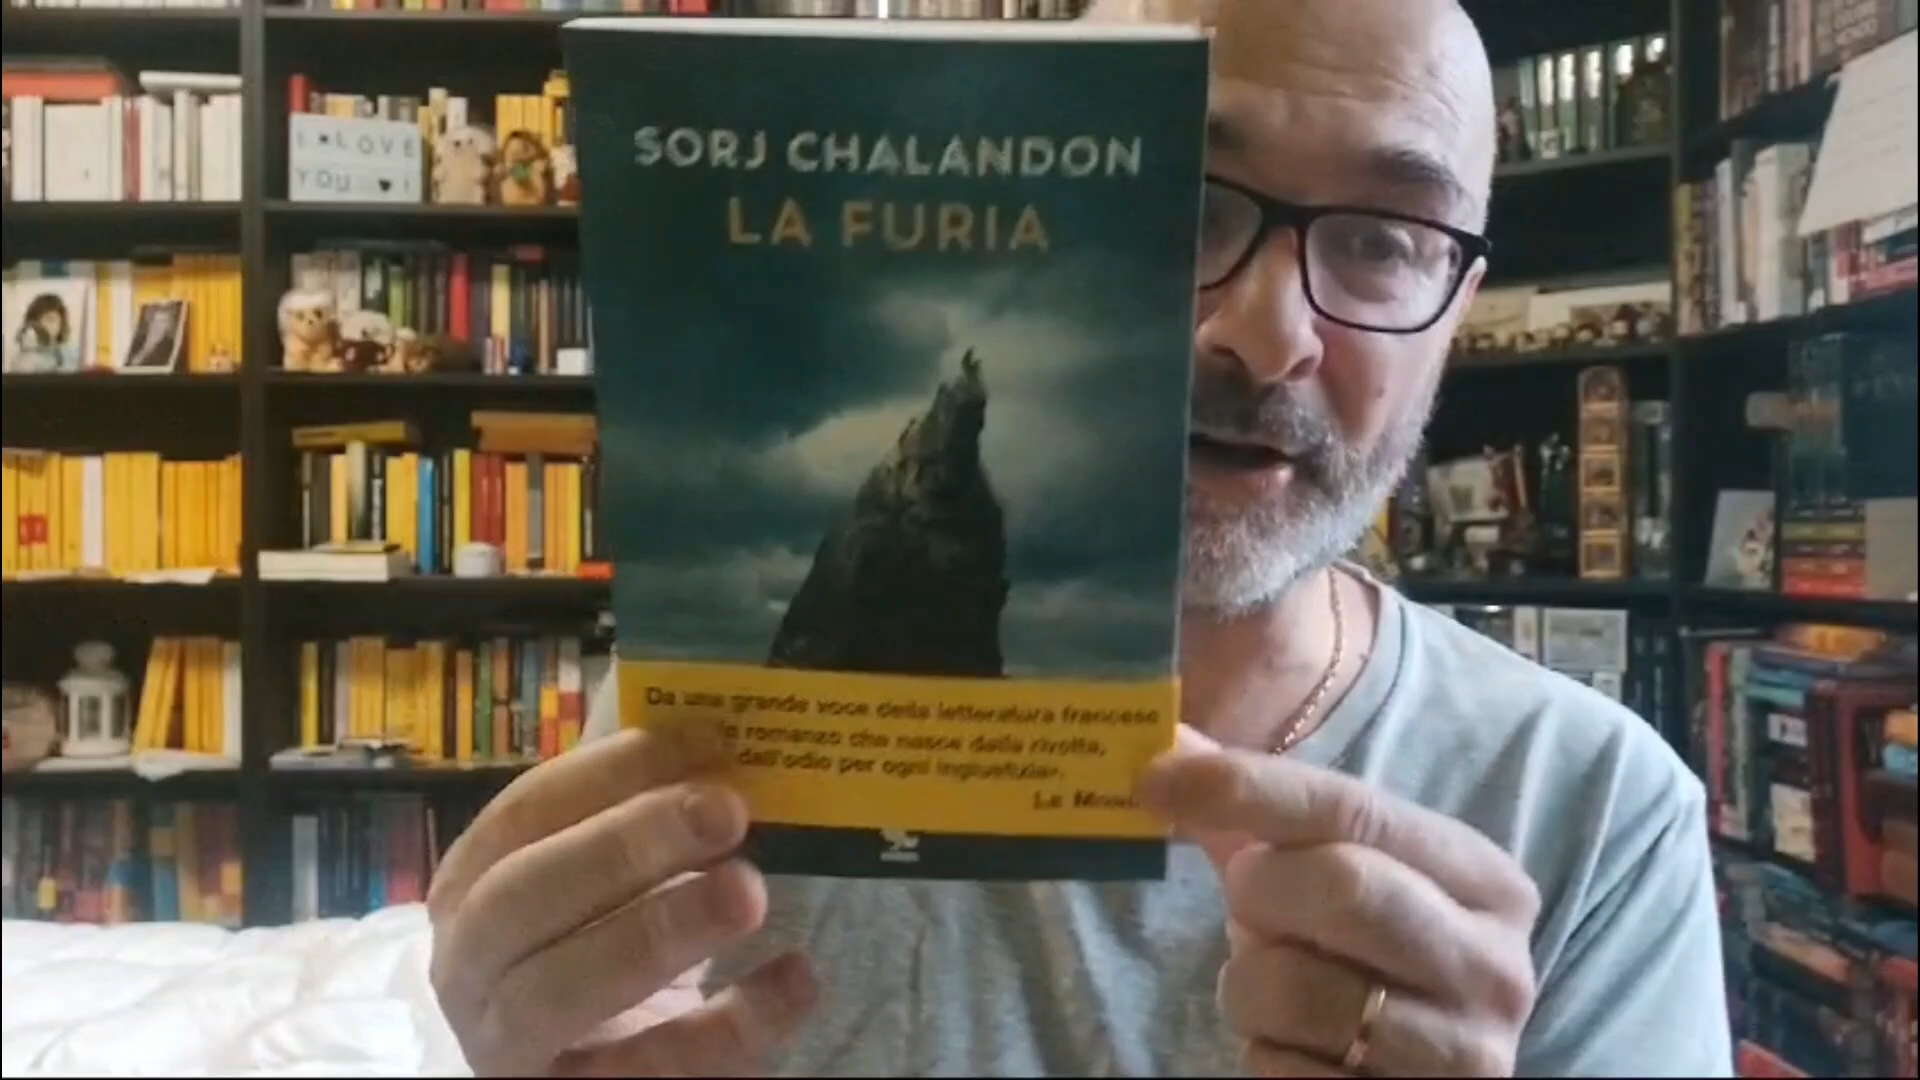 I ♥ LOVE
YOU ♥ !
SORJ CHALANDON
LA FURIA
Da una grande voce della letteratura francese
romanzo che nasce dalla rivolta,
dall'odio per ogni ingiustizia».
Le